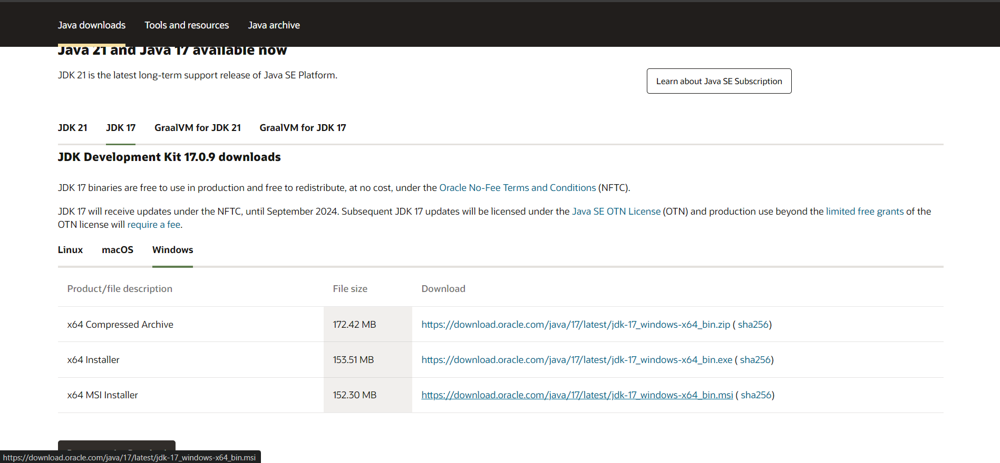 Java downloads Tools and resources Java archive
Java 21 and Java 17 available now
JDK 21 is the latest long-term support release of Java SE Platform.
Learn about Java SE Subscription
JDK 21 JDK 17 GraalVM for JDK 21 GraalVM for JDK 17
JDK Development Kit 17.0.9 downloads
JDK 17 binaries are free to use in production and free to redistribute, at no cost, under the Oracle No-Fee Terms and Conditions (NFTC).
JDK 17 will receive updates under the NFTC, until September 2024. Subsequent JDK 17 updates will be licensed under the Java SE OTN License (OTN) and production use beyond the limited free grants of the
OTN license will require a fee.
Linux macOS Windows
Product/file description File size Download
x64 Compressed Archive 172.42 MB https://download.oracle.com/java/17/latest/jdk-17_windows-x64_bin.zip ( sha256)
x64 Installer 153.51 MB https://download.oracle.com/java/17/latest/jdk-17_windows-x64_bin.exe ( sha256)
x64 MSI Installer 152.30 MB https://download.oracle.com/java/17/latest/jdk-17_windows-x64_bin.msi ( sha256)
https://download.oracle.com/java/17/latest/jdk-17_windows-x64_bin.msi